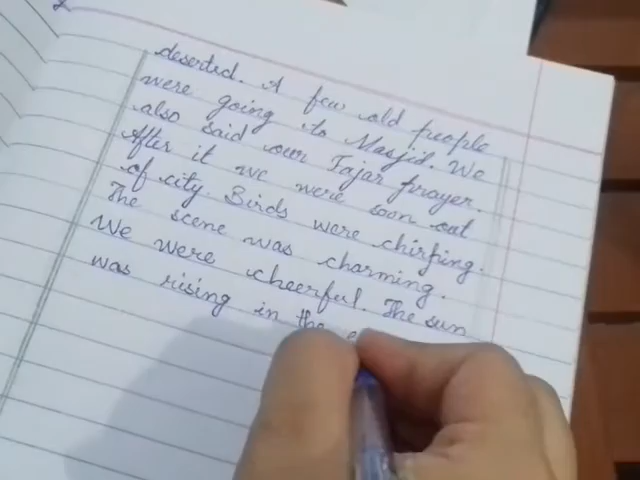 deserted. A few old people
were going to Masjid. We
also said our Fajar prayer.
After it we were soon out
of city. Birds were chirping.
The scene was charming.
We were cheerful. The sun
was rising in the